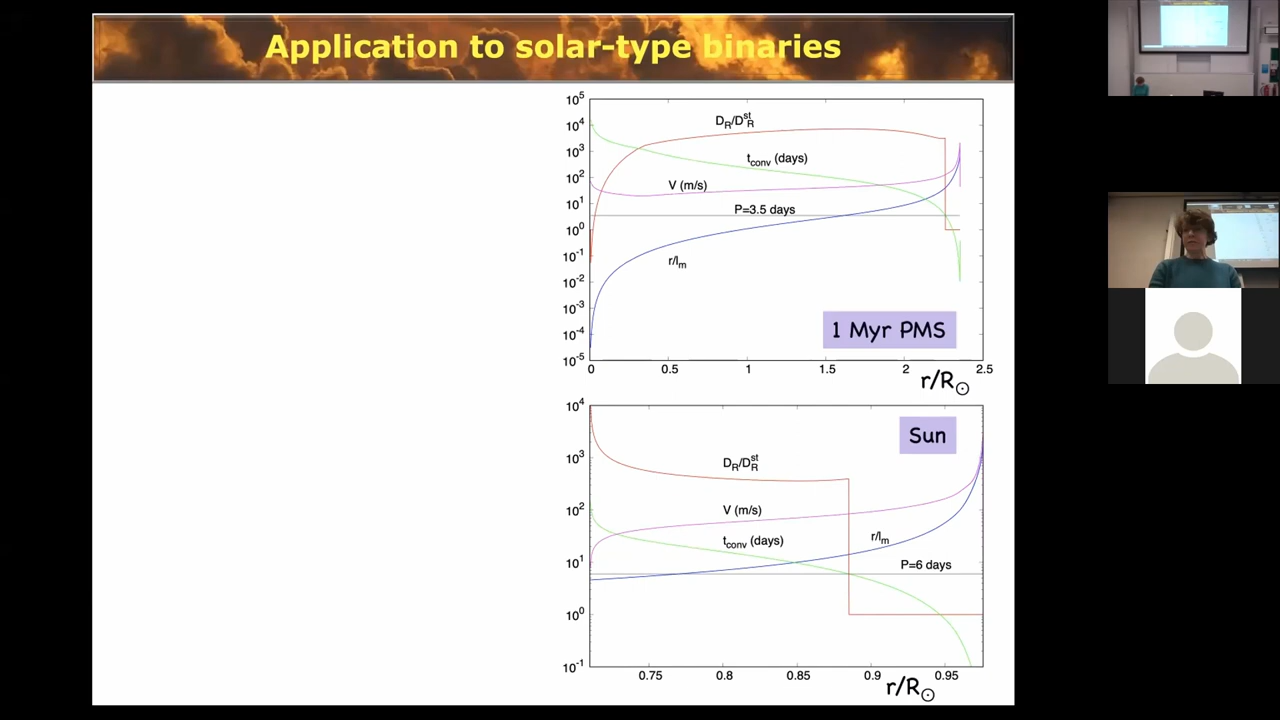 Application to solar-type binaries
10^5
10^4
10^3
10^2
10^1
10^0
10^-1
10^-2
10^-3
10^-4
10^-5
D_R/D_R^st
t_conv (days)
V (m/s)
P=3.5 days
r/l_m
1 Myr PMS
0 0.5 1 1.5 2 2.5
r/R_⊙
10^4
10^3
10^2
10^1
10^0
10^-1
Sun
D_R/D_R^st
V (m/s)
t_conv (days)
r/l_m
P=6 days
0.75 0.8 0.85 0.9 0.95
r/R_⊙